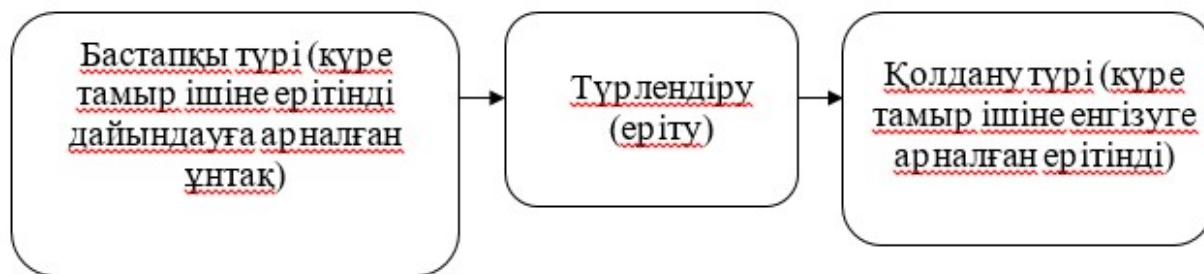 Бастапқы түрі (күре
тамыр ішіне ерітінді
дайындауға арналған
ұнтақ)
Түрлендіру
(еріту)
Қолдану түрі (күре
тамыр ішіне енгізуге
арналған ерітінді)